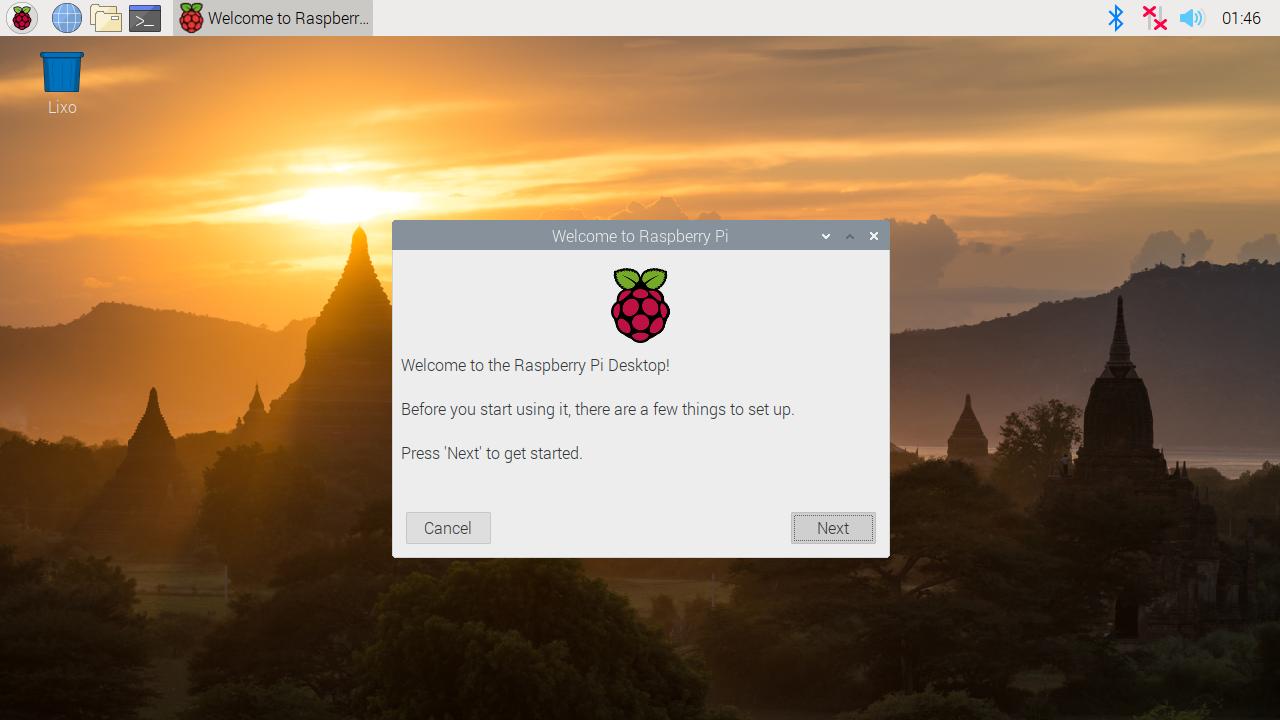 Welcome to Raspberr... 01:46
Lixo
Welcome to Raspberry Pi
Welcome to the Raspberry Pi Desktop!
Before you start using it, there are a few things to set up.
Press 'Next' to get started.
Cancel Next